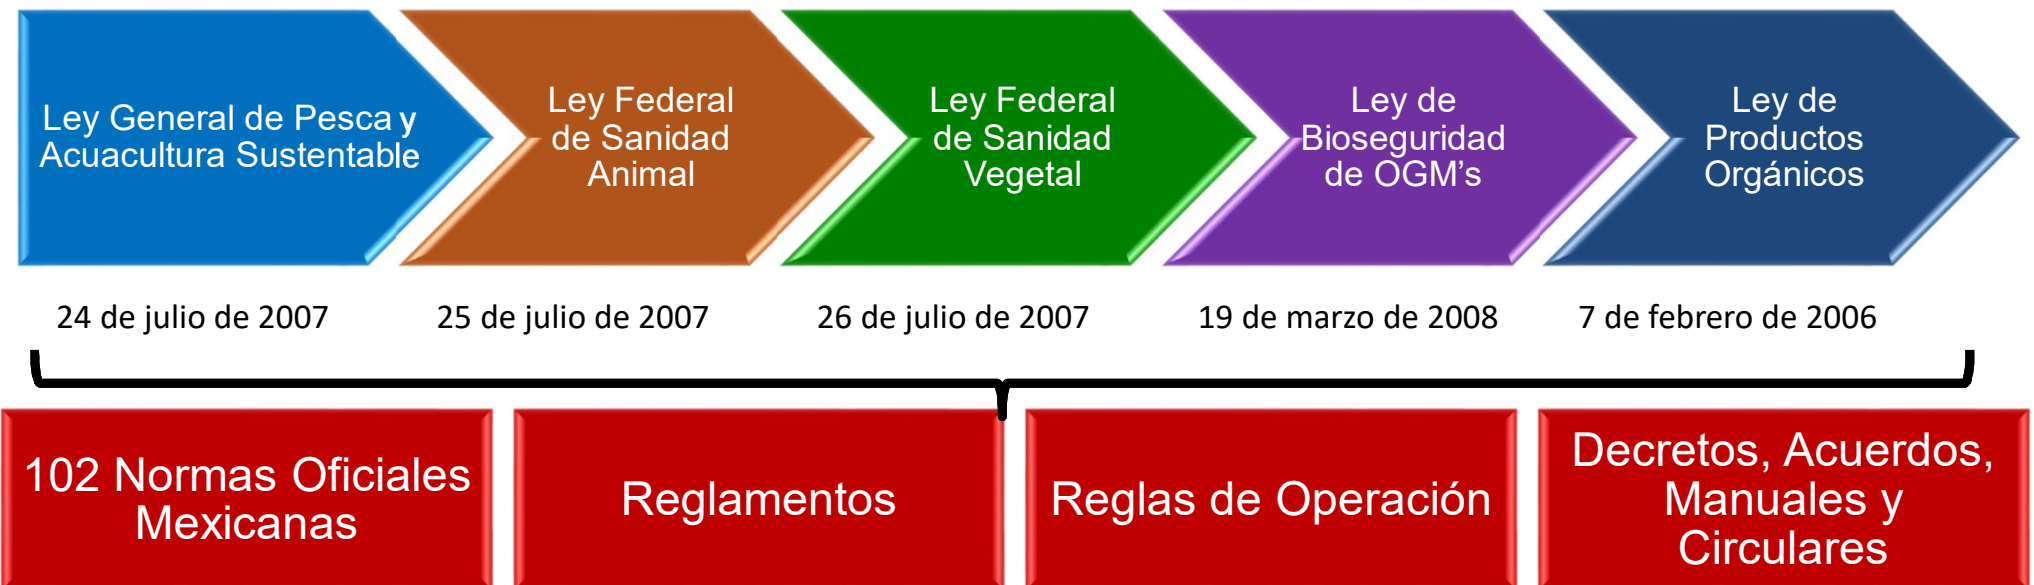 Ley General de Pesca y
Acuacultura Sustentable
Ley Federal
de Sanidad
Animal
Ley Federal
de Sanidad
Vegetal
Ley de
Bioseguridad
de OGM’s
Ley de
Productos
Orgánicos
24 de julio de 2007
25 de julio de 2007
26 de julio de 2007
19 de marzo de 2008
7 de febrero de 2006
102 Normas Oficiales
Mexicanas
Reglamentos
Reglas de Operación
Decretos, Acuerdos,
Manuales y
Circulares